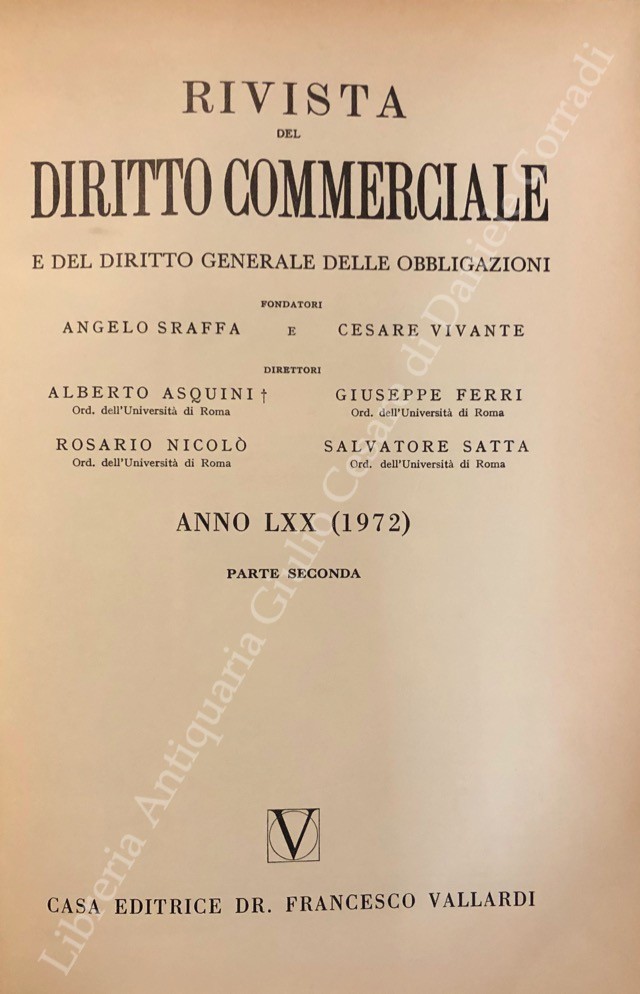 RIVISTA
DEL
DIRITTO COMMERCIALE
E DEL DIRITTO GENERALE DELLE OBBLIGAZIONI
FONDATORI
ANGELO SRAFFA E CESARE VIVANTE
DIRETTORI
ALBERTO ASQUINI † GIUSEPPE FERRI
Ord. dell'Università di Roma Ord. dell'Università di Roma
ROSARIO NICOLÒ SALVATORE SATTA
Ord. dell'Università di Roma Ord. dell'Università di Roma
ANNO LXX (1972)
PARTE SECONDA
V
CASA EDITRICE DR. FRANCESCO VALLARDI
Libreria Antiquaria Giulio Cesare di Daniele Corradi